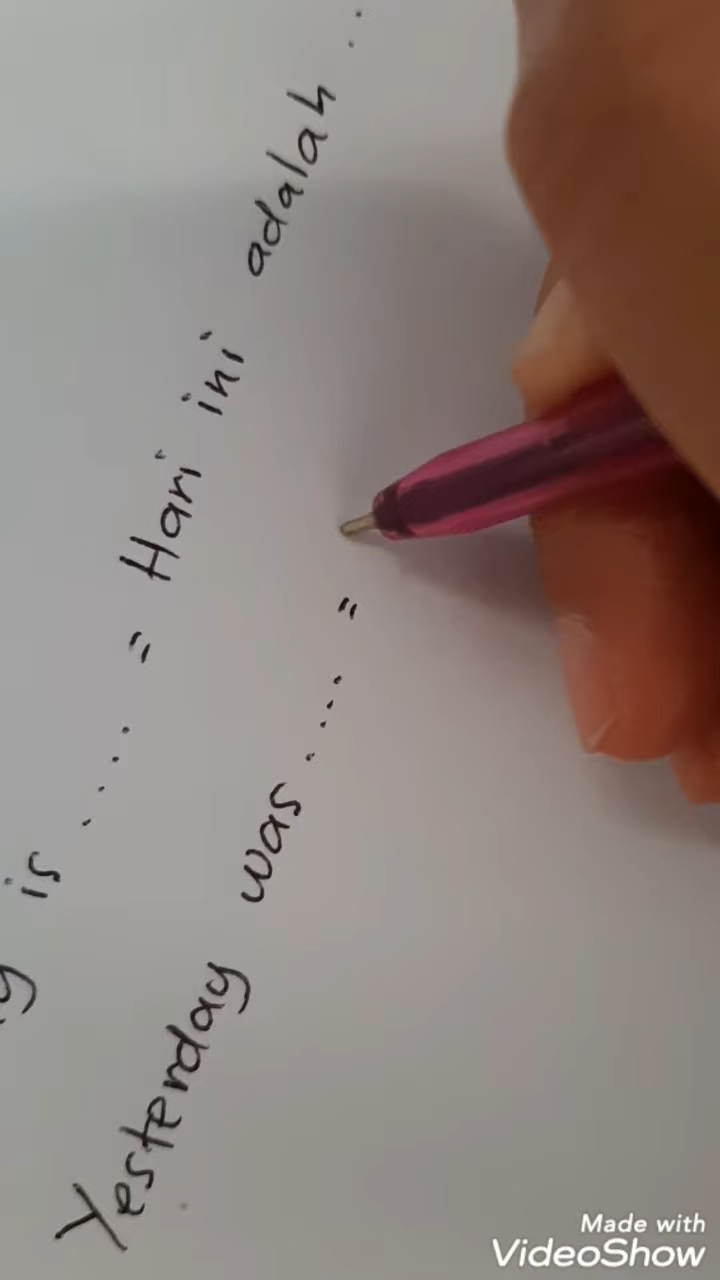 is ..... = Hari ini adalah ..
Yesterday was ..... =
Made with
VideoShow